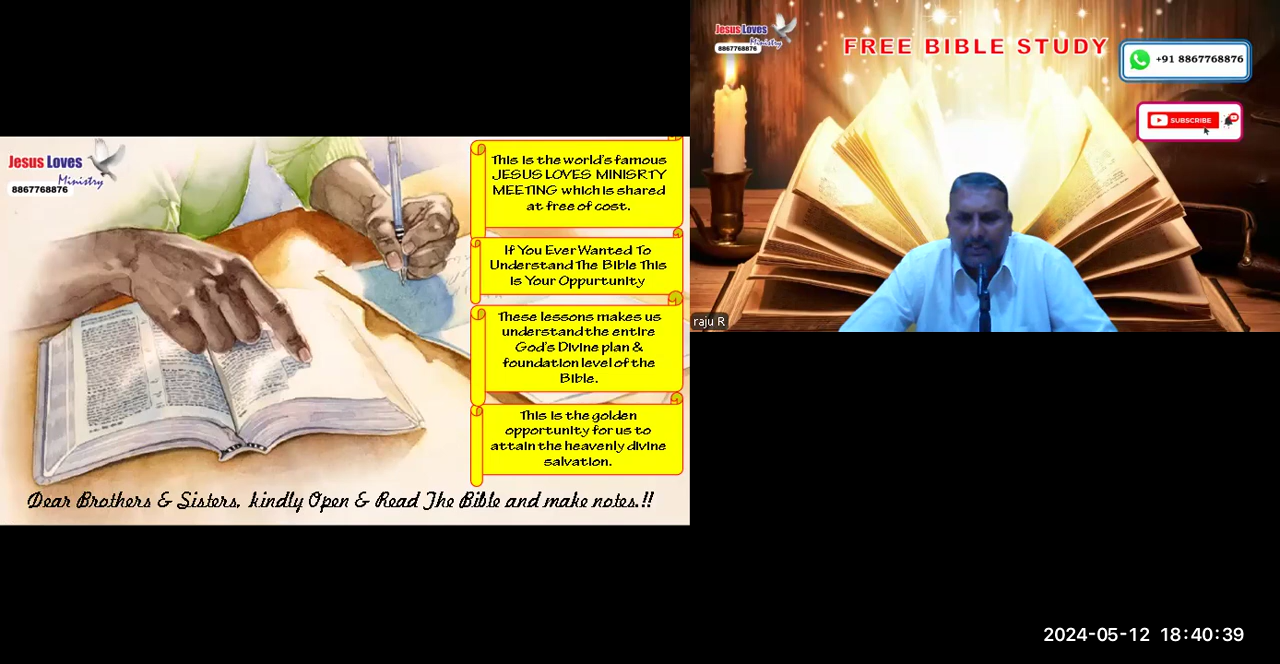 Jesus Loves
Ministry
8867768876
This is the world's famous
JESUS LOVES MINISRTY
MEETING which is shared
at free of cost.
If You Ever Wanted To
Understand The Bible This
is Your Oppurtunity
These lessons makes us
understand the entire
God's Divine plan &
foundation level of the
Bible.
This is the golden
opportunity for us to
attain the heavenly divine
salvation.
Dear Brothers & Sisters, kindly Open & Read The Bible and make notes.!!
Jesus Loves
Ministry
8867768876
FREE BIBLE STUDY
+91 8867768876
SUBSCRIBE
raju R
2024-05-12 18:40:39